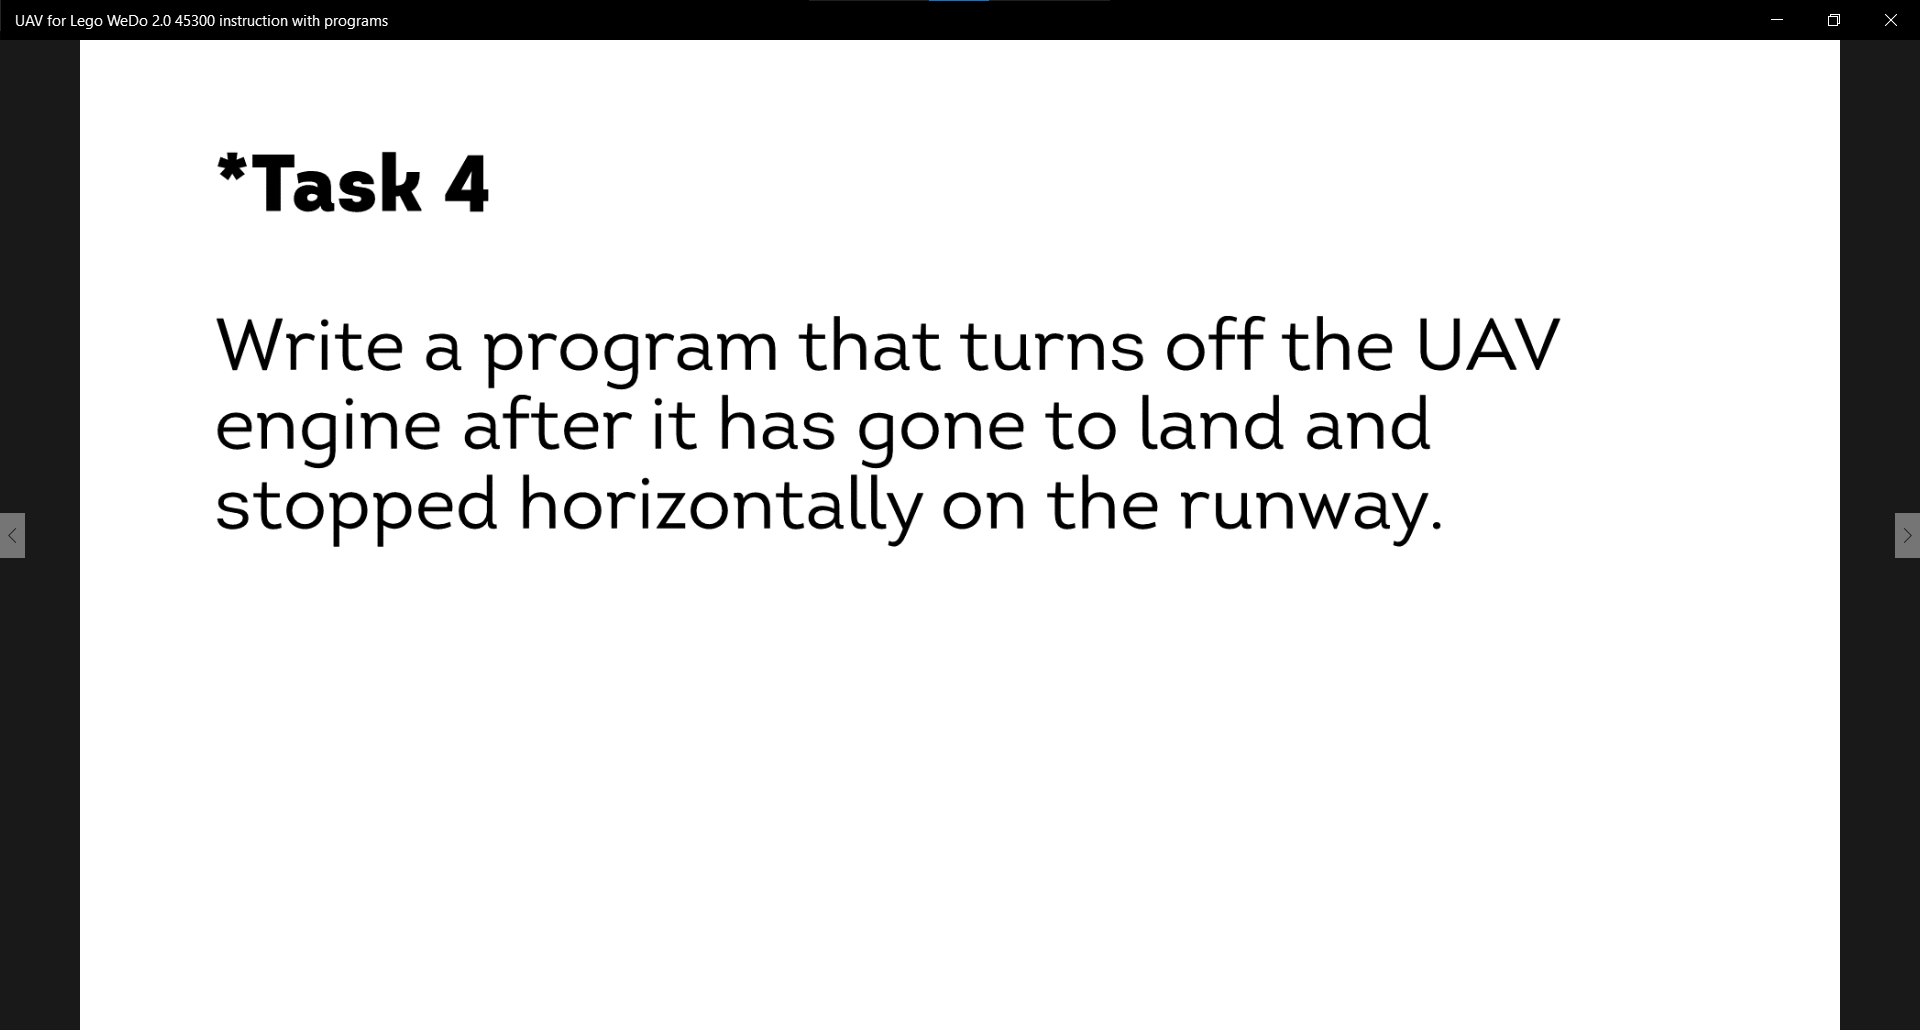 UAV for Lego WeDo 2.0 45300 instruction with programs
*Task 4
Write a program that turns off the UAV
engine after it has gone to land and
stopped horizontally on the runway.